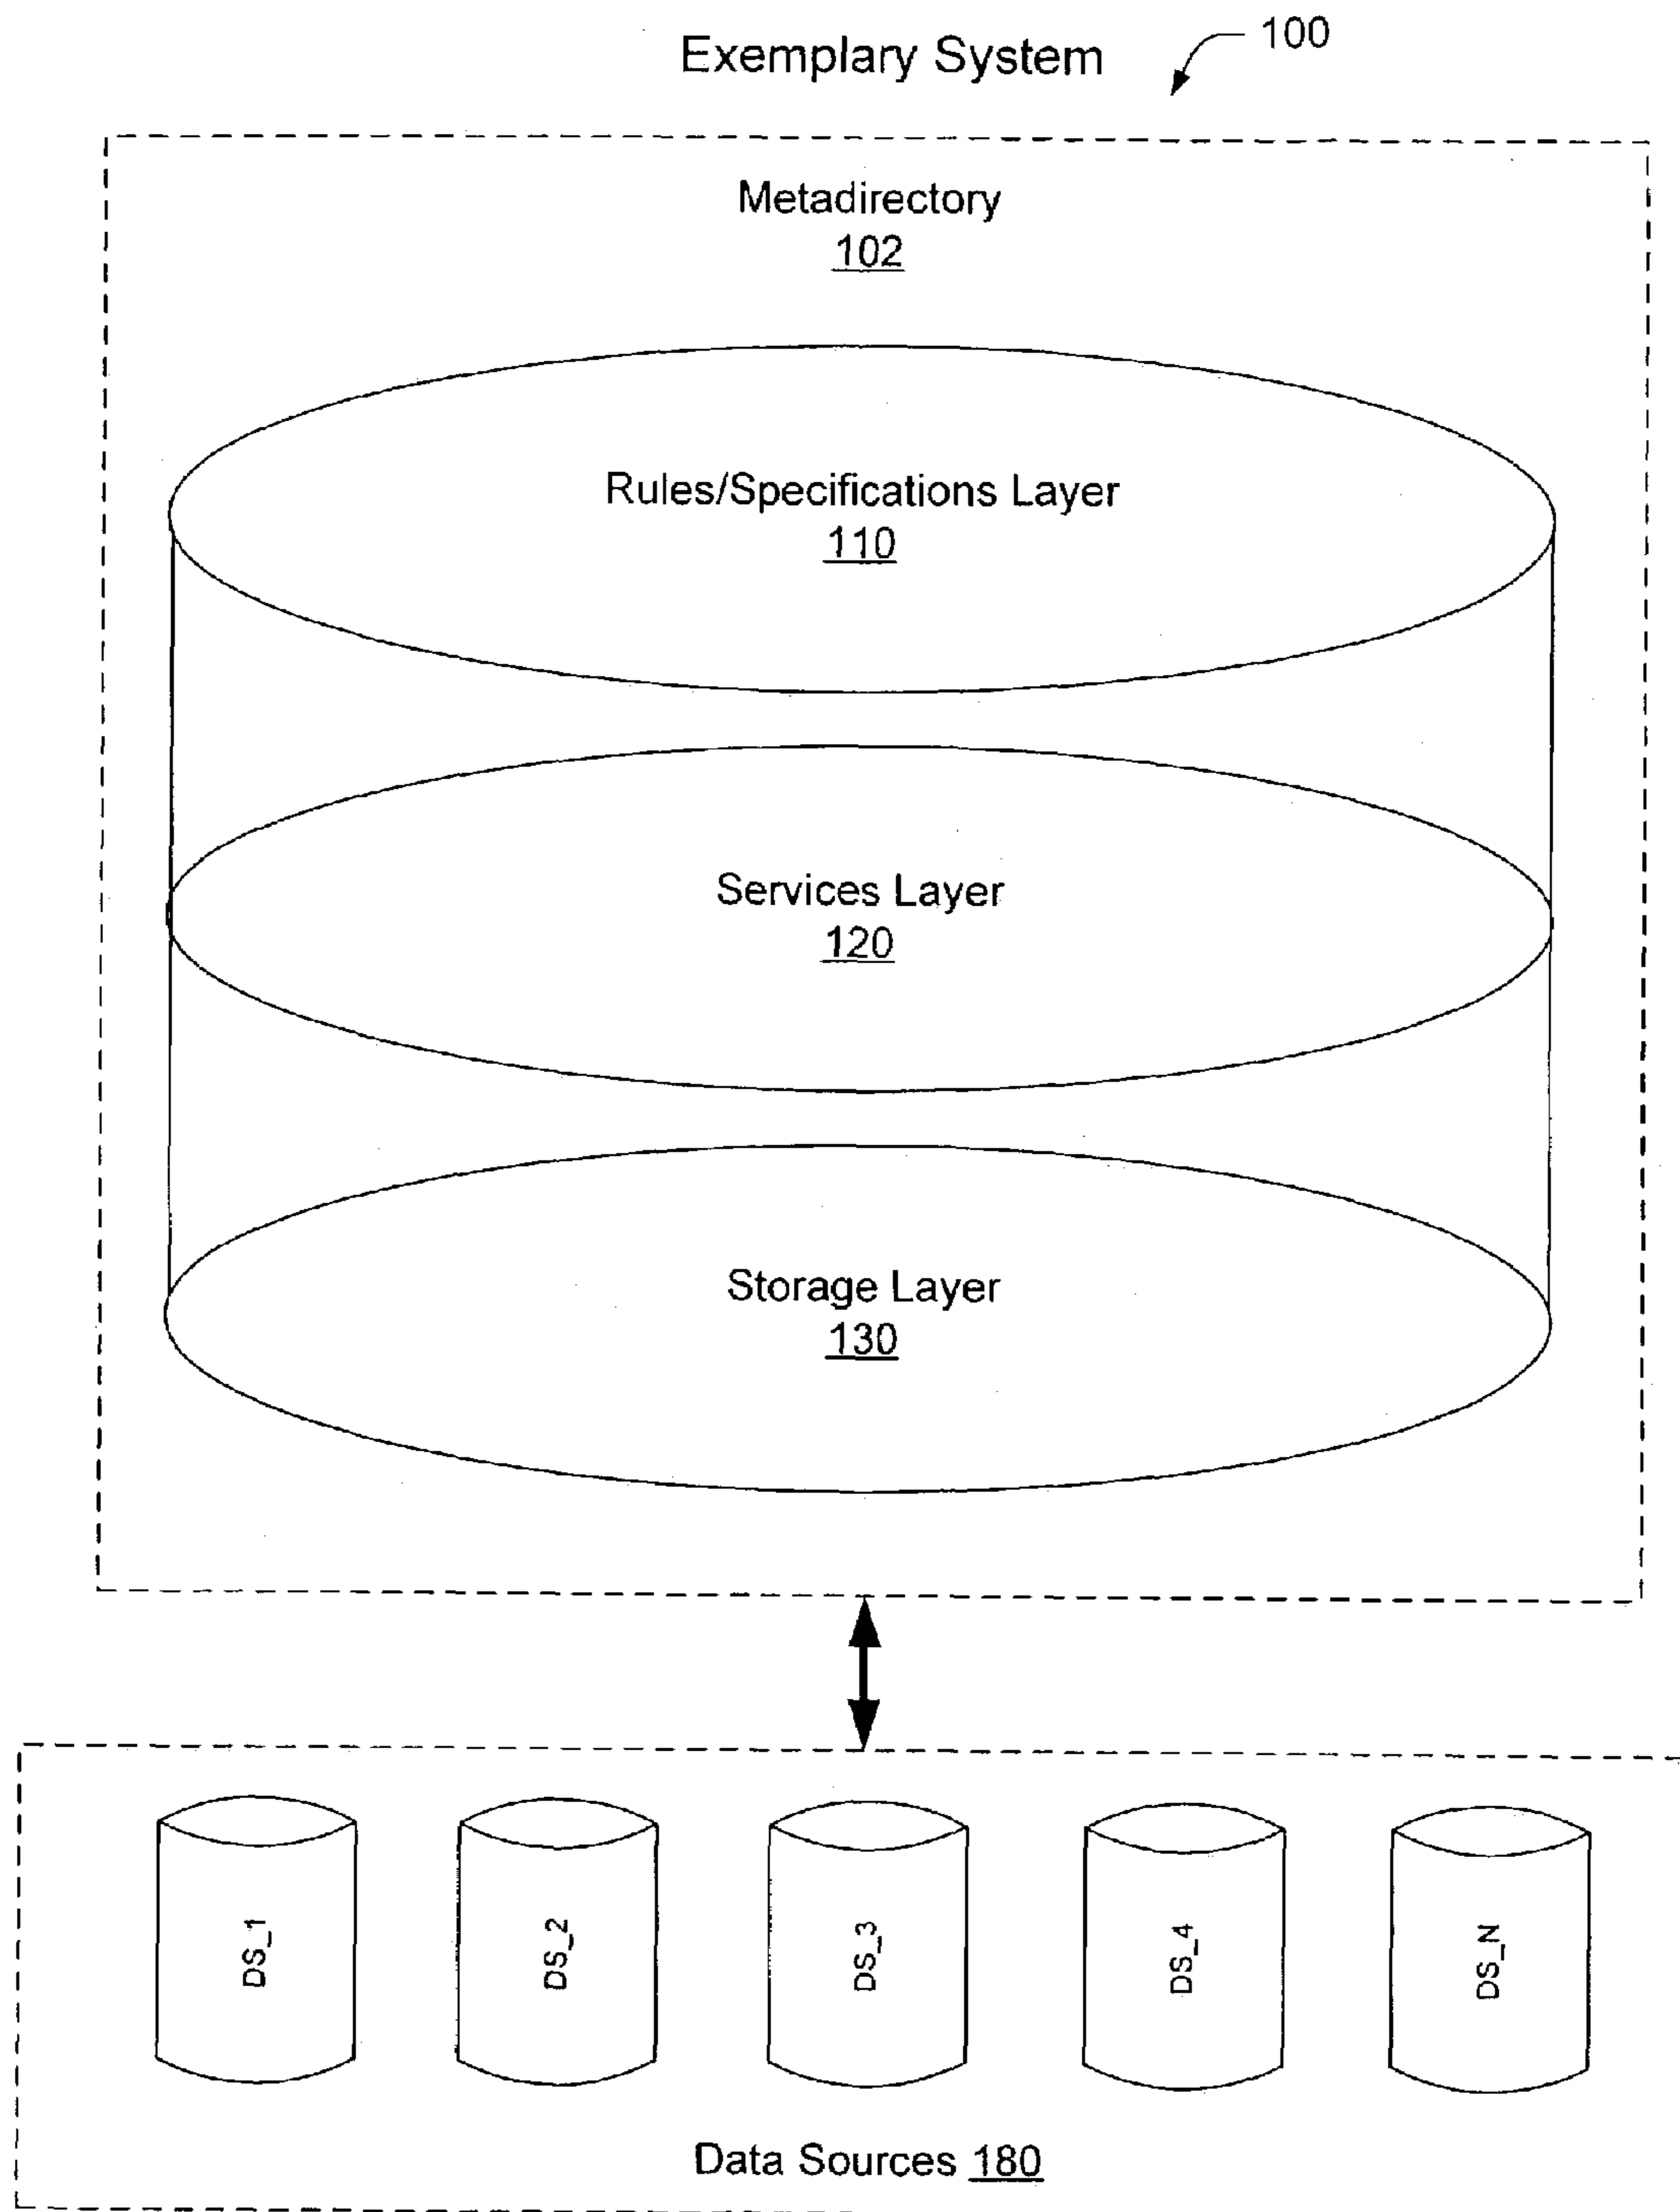 Exemplary System
100
Metadirectory
102
Rules/Specifications Layer
110
Services Layer
120
Storage Layer
130
DS_1
DS_2
DS_3
DS_4
DS_N
Data Sources 180